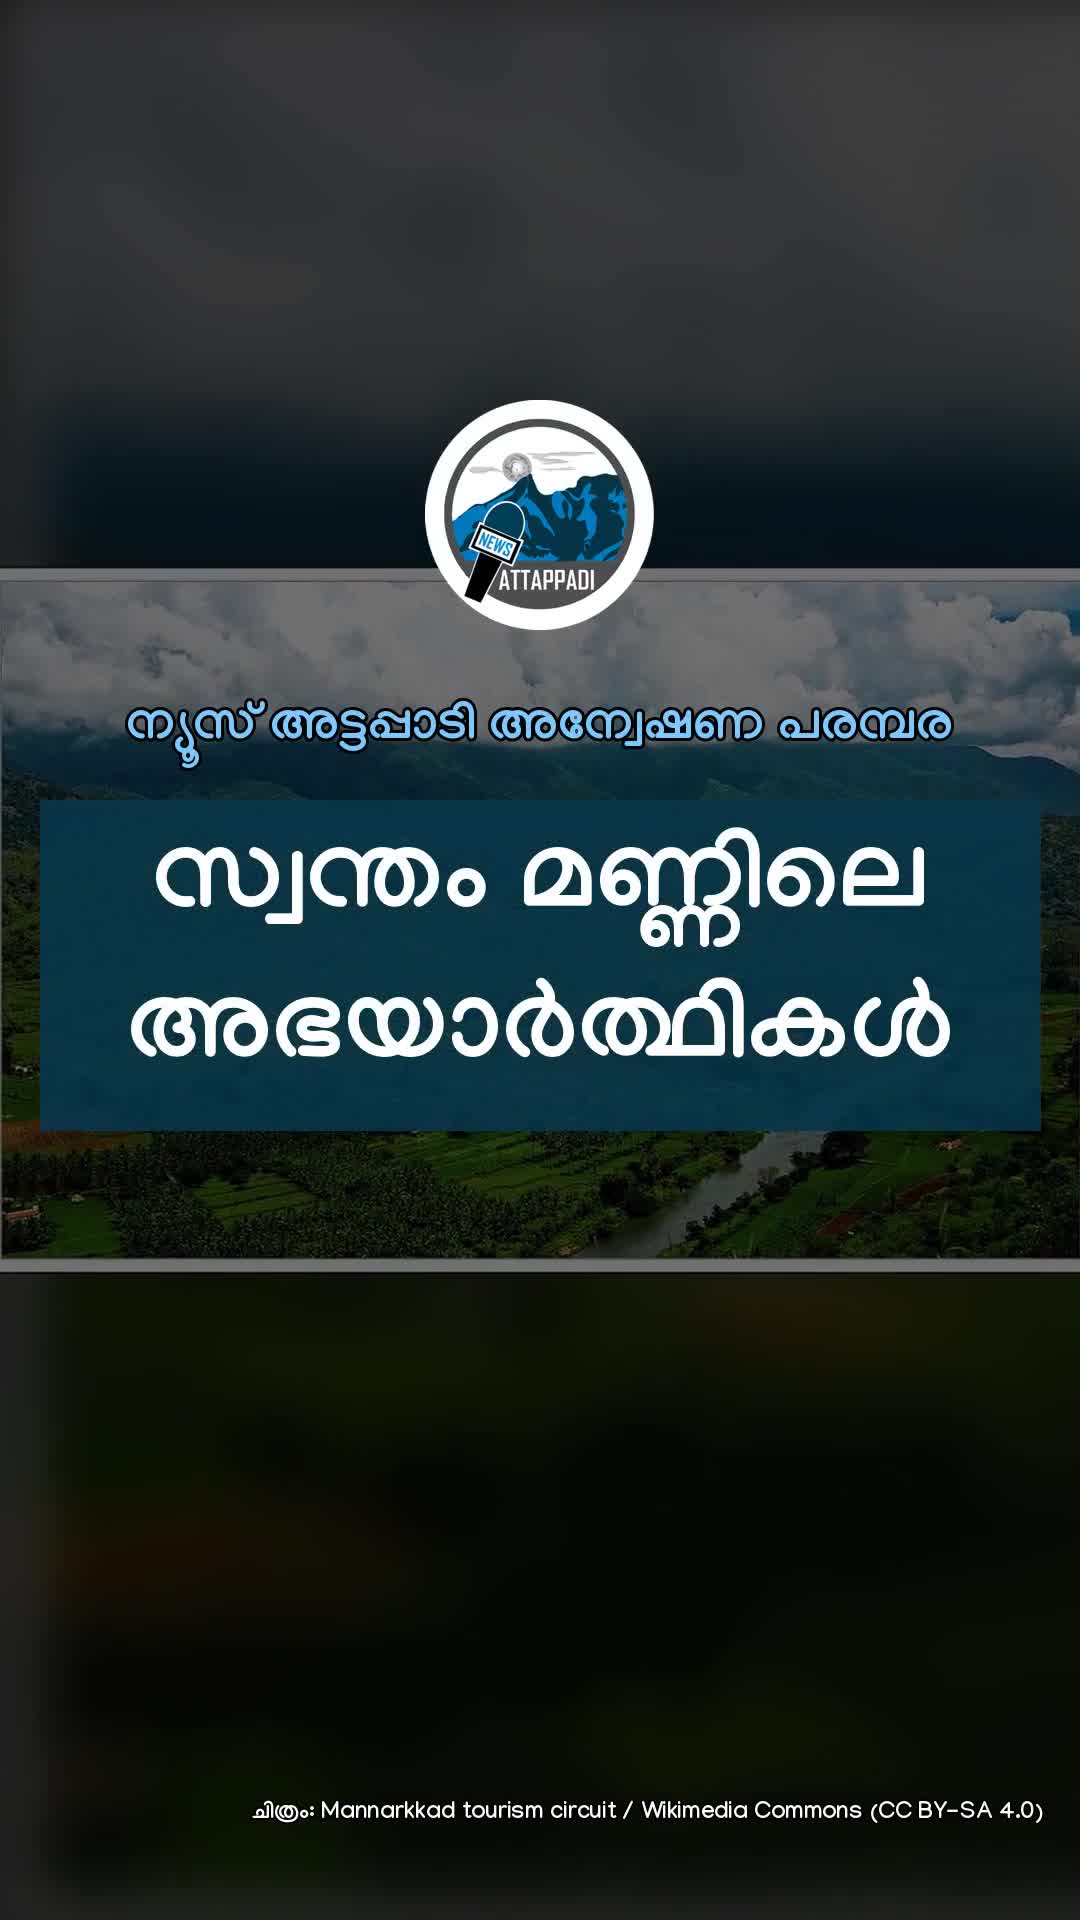 NEWS
ATTAPPADI
ന്യൂസ് അട്ടപ്പാടി അന്വേഷണ പരമ്പര
സ്വന്തം മണ്ണിലെ
അഭയാർത്ഥികൾ
ചിത്രം: Mannarkkad tourism circuit / Wikimedia Commons (CC BY-SA 4.0)